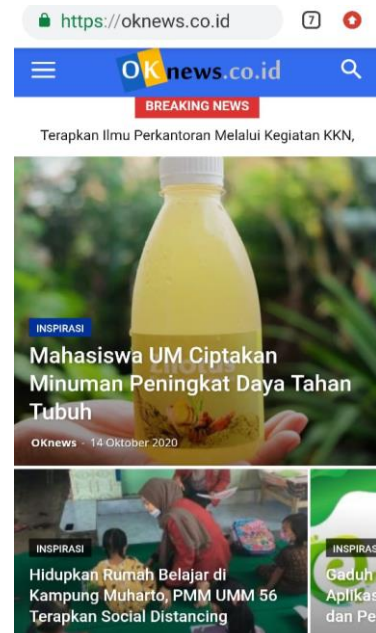 https://oknews.co.id
7
OKnews.co.id
BREAKING NEWS
Terapkan Ilmu Perkantoran Melalui Kegiatan KKN,
INSPIRASI
Mahasiswa UM Ciptakan
Minuman Peningkat Daya Tahan
Tubuh
OKnews - 14 Oktober 2020
INSPIRASI
Hidupkan Rumah Belajar di
Kampung Muharto, PMM UMM 56
Terapkan Social Distancing
INSPIRAS
Gaduh
Aplikas
dan Pe